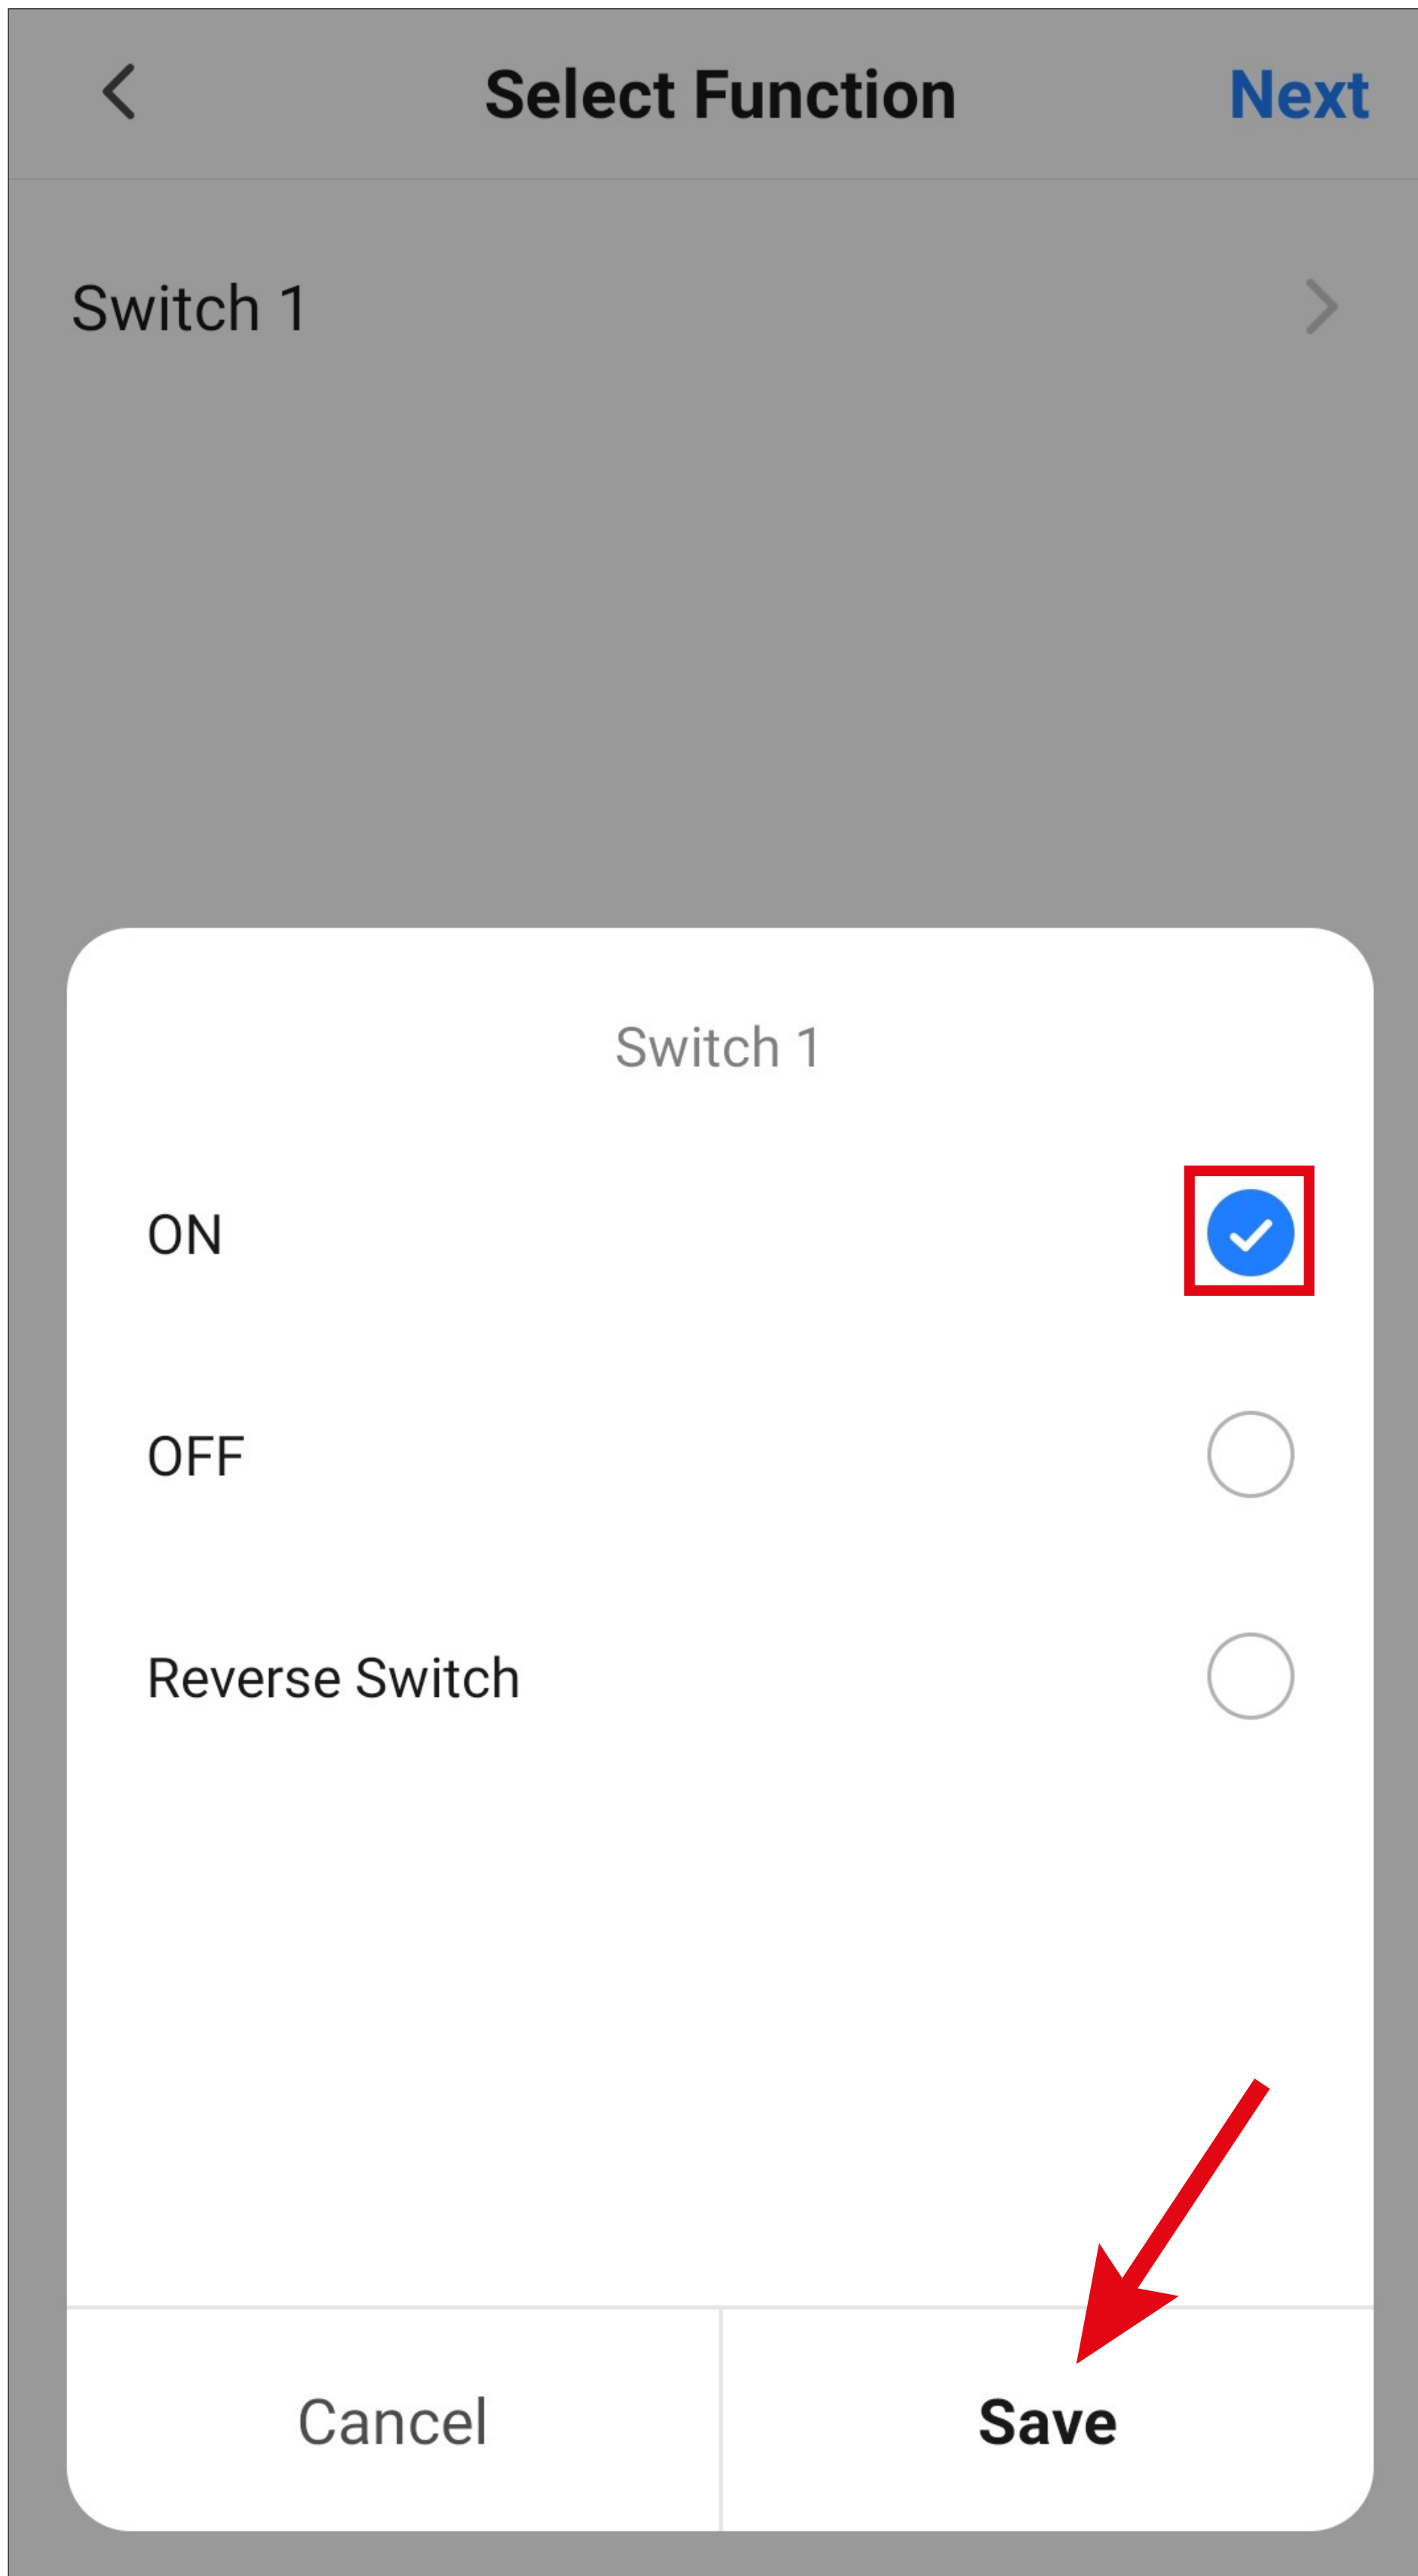 Select Function
Next
Switch 1
Switch 1
ON
OFF
Reverse Switch
Cancel
Save